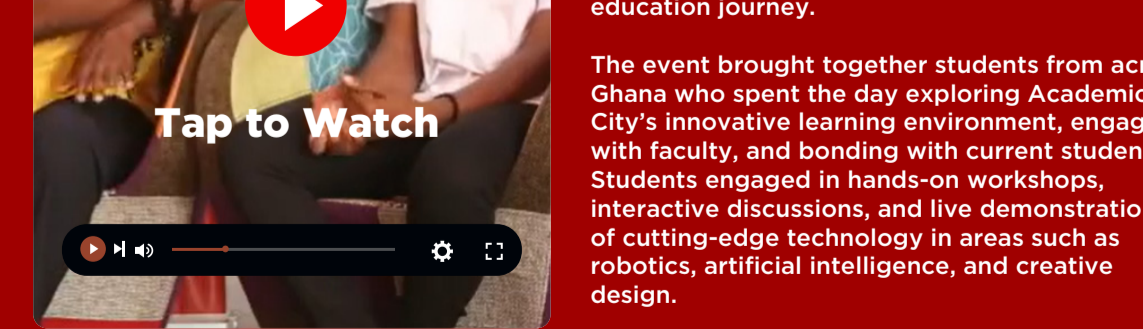 Tap to Watch
education journey.
The event brought together students from
Ghana who spent the day exploring
City's innovative learning environment,
with faculty, and bonding with current
Students engaged in hands-on workshops,
interactive discussions, and live
of cutting-edge technology in areas such as
robotics, artificial intelligence, and creative
design.